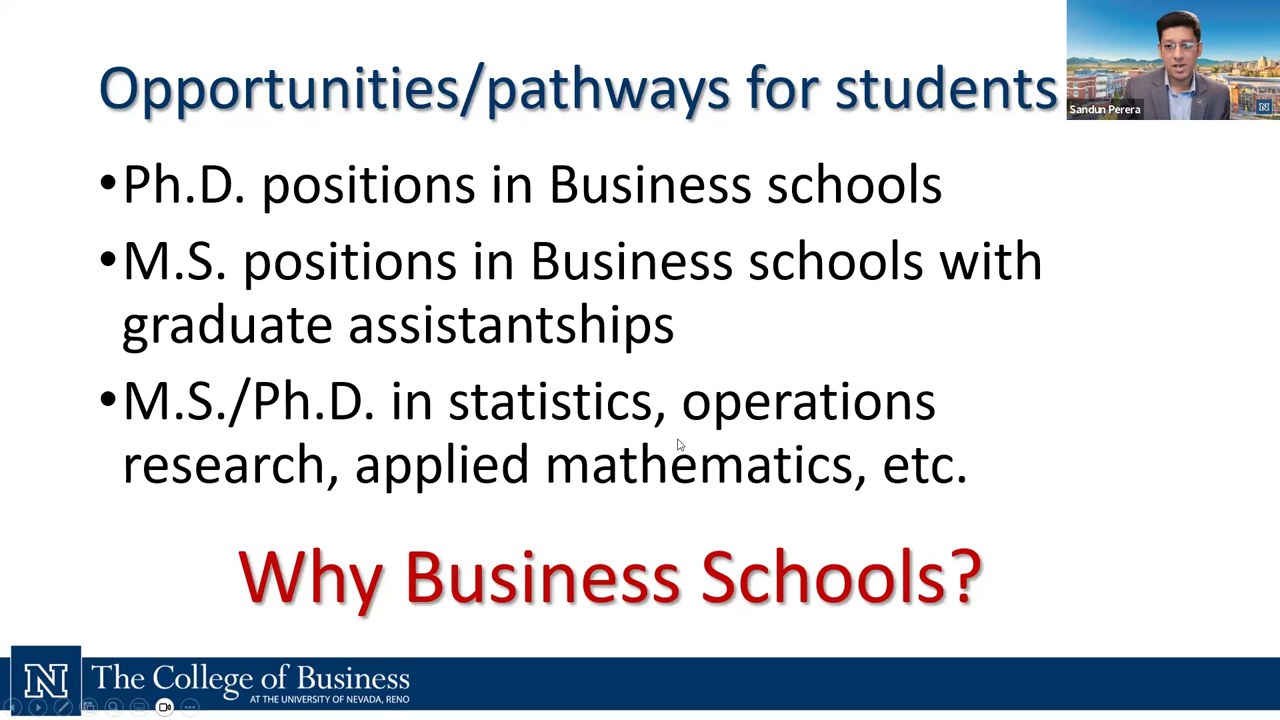 Opportunities/pathways for students
Sandun Perera
•Ph.D. positions in Business schools
•M.S. positions in Business schools with
graduate assistantships
•M.S./Ph.D. in statistics, operations
research, applied mathematics, etc.
Why Business Schools?
N The College of Business
AT THE UNIVERSITY OF NEVADA, RENO